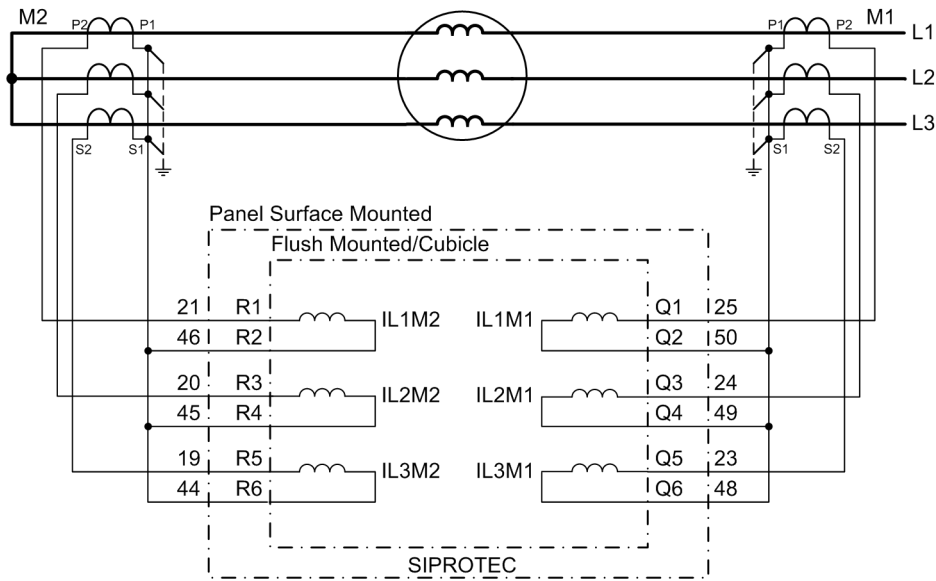 M2 P2 P1 P1 P2 M1
L1
L2
L3
S2 S1 S1 S2
Panel Surface Mounted
Flush Mounted/Cubicle
21 R1 IL1M2 IL1M1 Q1 25
46 R2 Q2 50
20 R3 IL2M2 IL2M1 Q3 24
45 R4 Q4 49
19 R5 IL3M2 IL3M1 Q5 23
44 R6 Q6 48
SIPROTEC